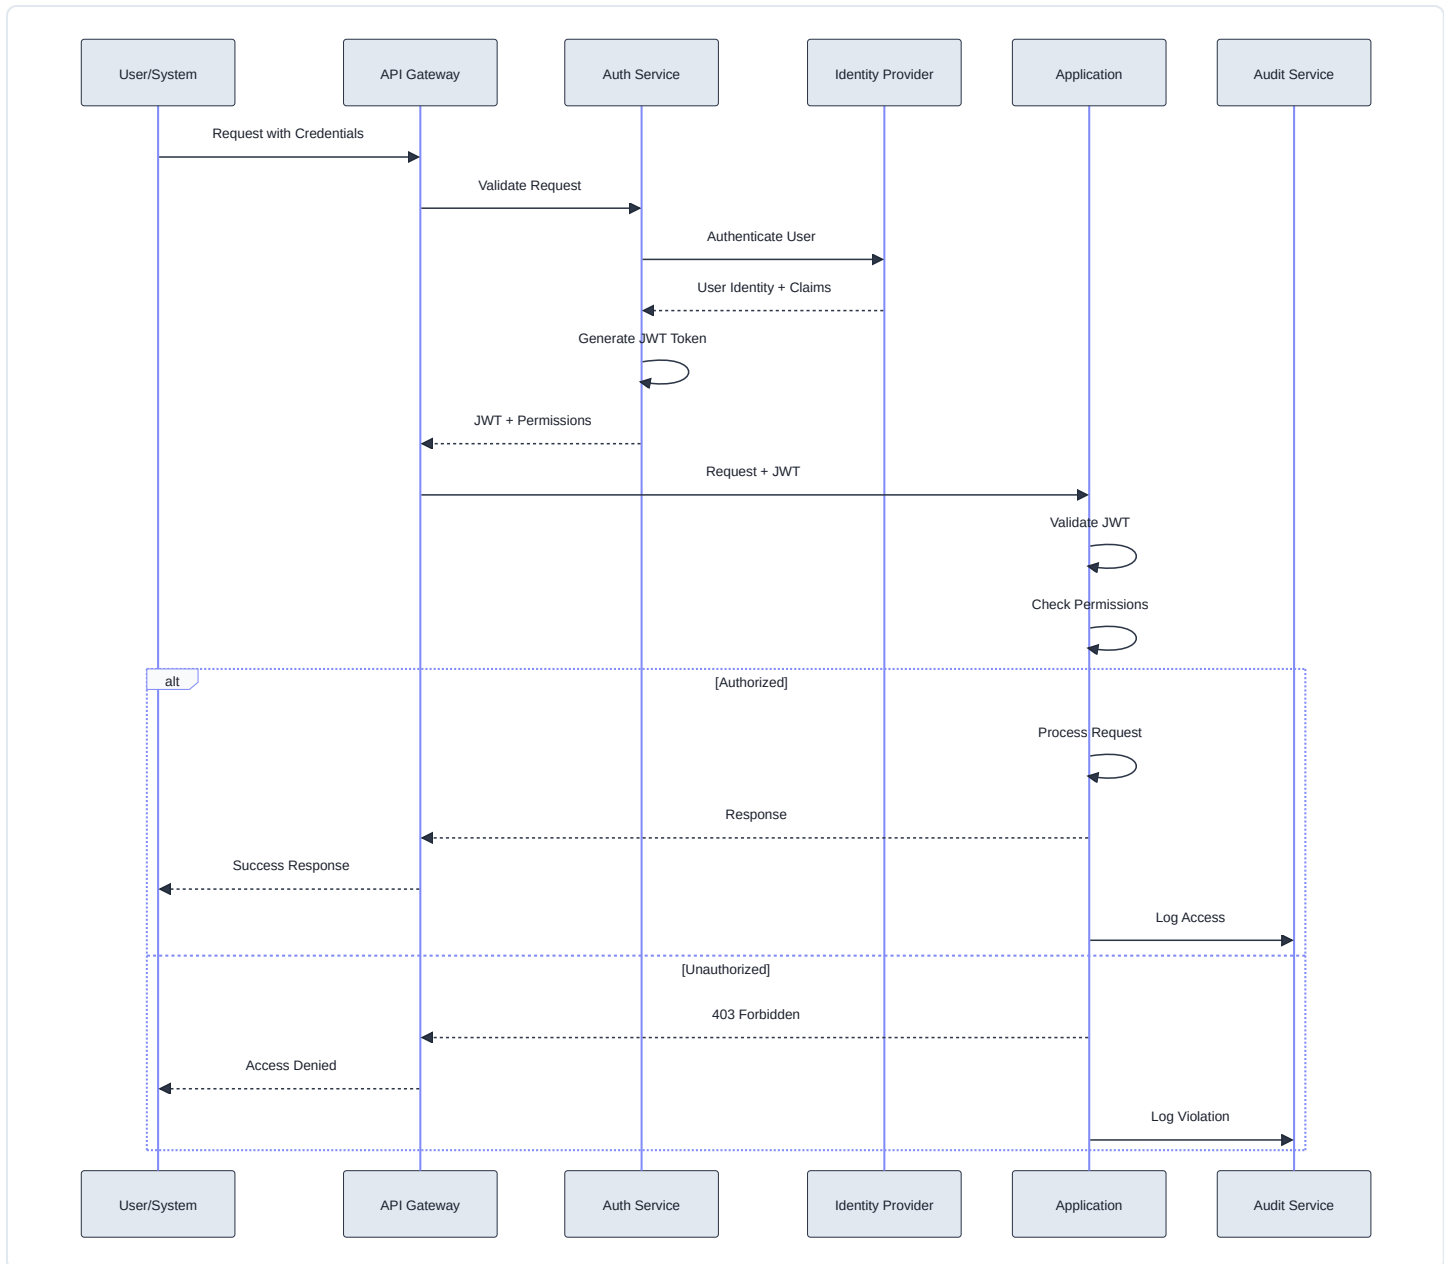 User/System
API Gateway
Auth Service
Identity Provider
Application
Audit Service
Request with Credentials
Validate Request
Authenticate User
User Identity + Claims
Generate JWT Token
JWT + Permissions
Request + JWT
Validate JWT
Check Permissions
alt
[Authorized]
Process Request
Response
Success Response
Log Access
[Unauthorized]
403 Forbidden
Access Denied
Log Violation
User/System
API Gateway
Auth Service
Identity Provider
Application
Audit Service